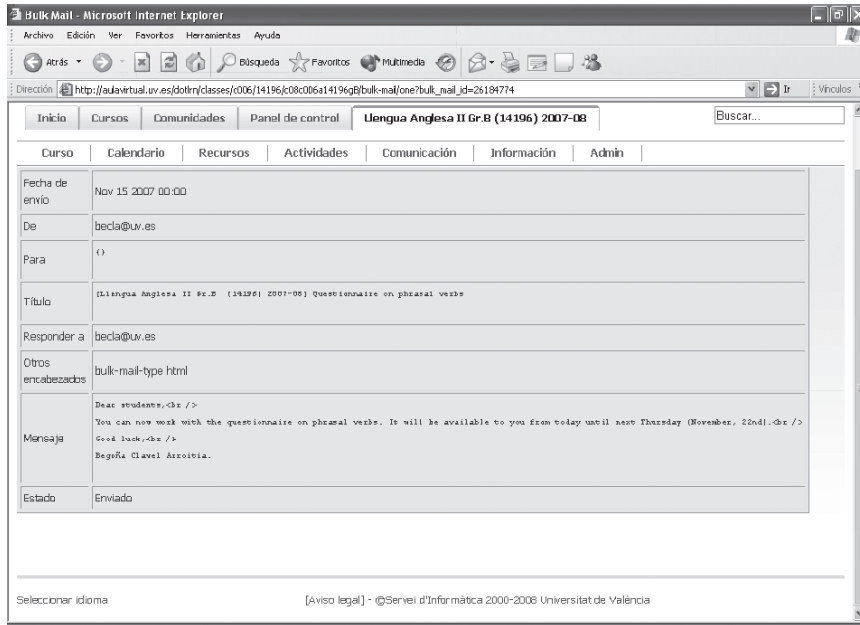 Bulk Mail - Microsoft Internet Explorer
Archivo Edición Ver Favoritos Herramientas Ayuda
Atrás Búsqueda Favoritos Multimedia
Dirección http://aulavirtual.uv.es/dotlrn/classes/c006/14196/c08c006a14196gB/bulk-mail/one?bulk_mail_id=26184774 Ir Vínculos
Inicio Cursos Comunidades Panel de control Llengua Anglesa II Gr.B (14196) 2007-08 Buscar...
Curso Calendario Recursos Actividades Comunicación Información Admin
Fecha de envío Nov 15 2007 00:00
De becla@uv.es
Para {}
Título [Llengua Anglesa II Gr.B (14196) 2007-08] Questionnaire on phrasal verbs
Responder a becla@uv.es
Otros encabezados bulk-mail-type html
Mensaje Dear students,<br />
You can now work with the questionnaire on phrasal verbs. It will be available to you from today until next Thursday (November, 22nd).<br />
Good luck,<br />
Begoña Clavel Arroitia.
Estado Enviado
Seleccionar idioma [Aviso legal] - ©Servei d'Informàtica 2000-2008 Universitat de València